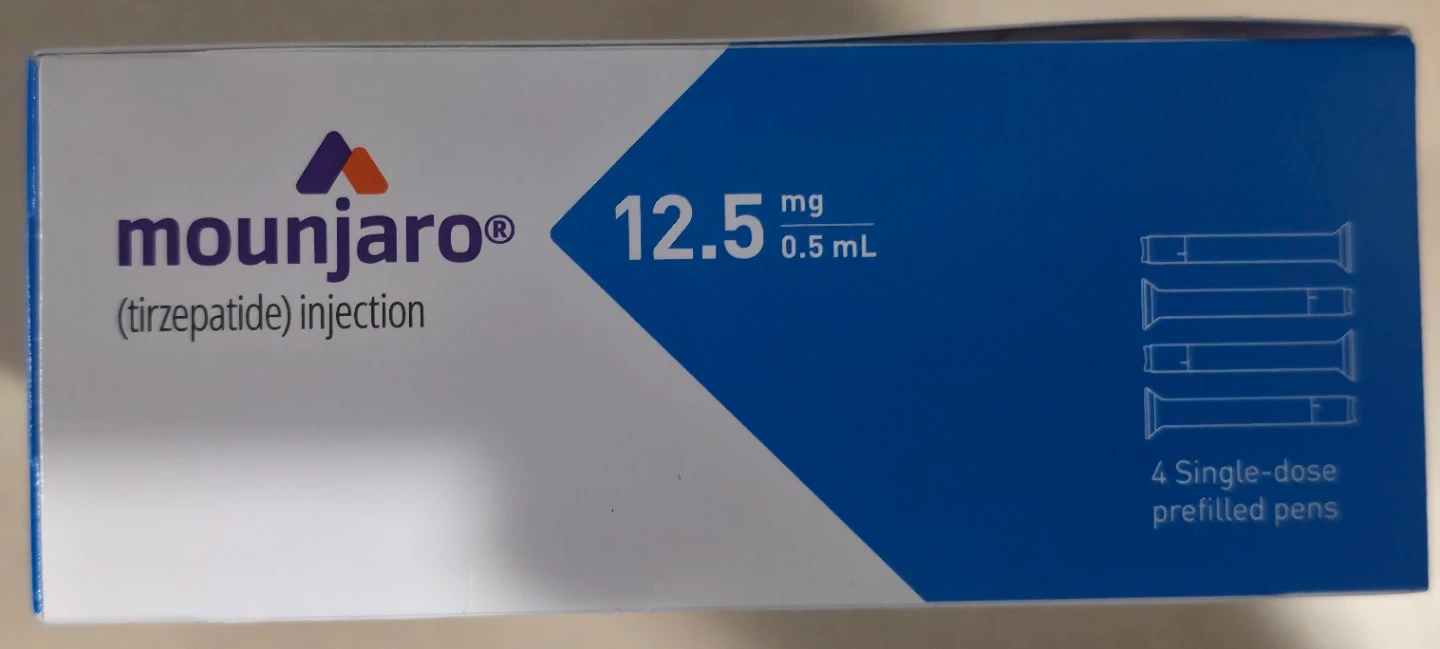 mounjaro®
(tirzepatide) injection
12.5 mg
0.5 mL
4 Single-dose
prefilled pens